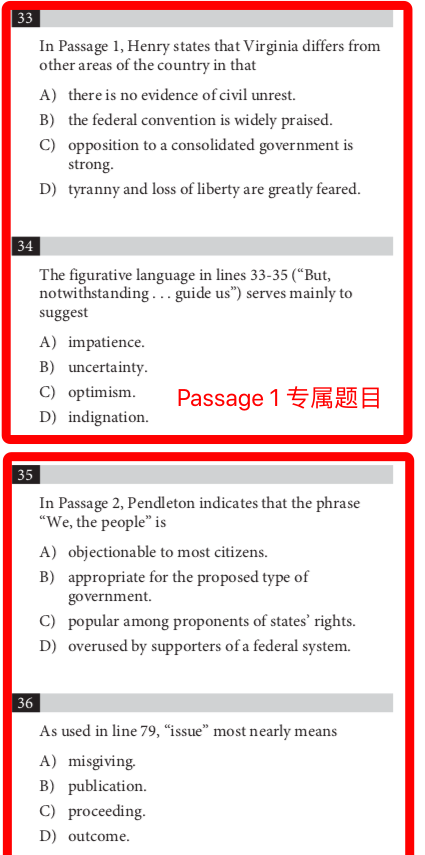 33
In Passage 1, Henry states that Virginia differs from
other areas of the country in that
A) there is no evidence of civil unrest.
B) the federal convention is widely praised.
C) opposition to a consolidated government is
strong.
D) tyranny and loss of liberty are greatly feared.
34
The figurative language in lines 33-35 (“But,
notwithstanding . . . guide us”) serves mainly to
suggest
A) impatience.
B) uncertainty.
C) optimism.
D) indignation.
Passage 1 专属题目
35
In Passage 2, Pendleton indicates that the phrase
“We, the people” is
A) objectionable to most citizens.
B) appropriate for the proposed type of
government.
C) popular among proponents of states’ rights.
D) overused by supporters of a federal system.
36
As used in line 79, “issue” most nearly means
A) misgiving.
B) publication.
C) proceeding.
D) outcome.